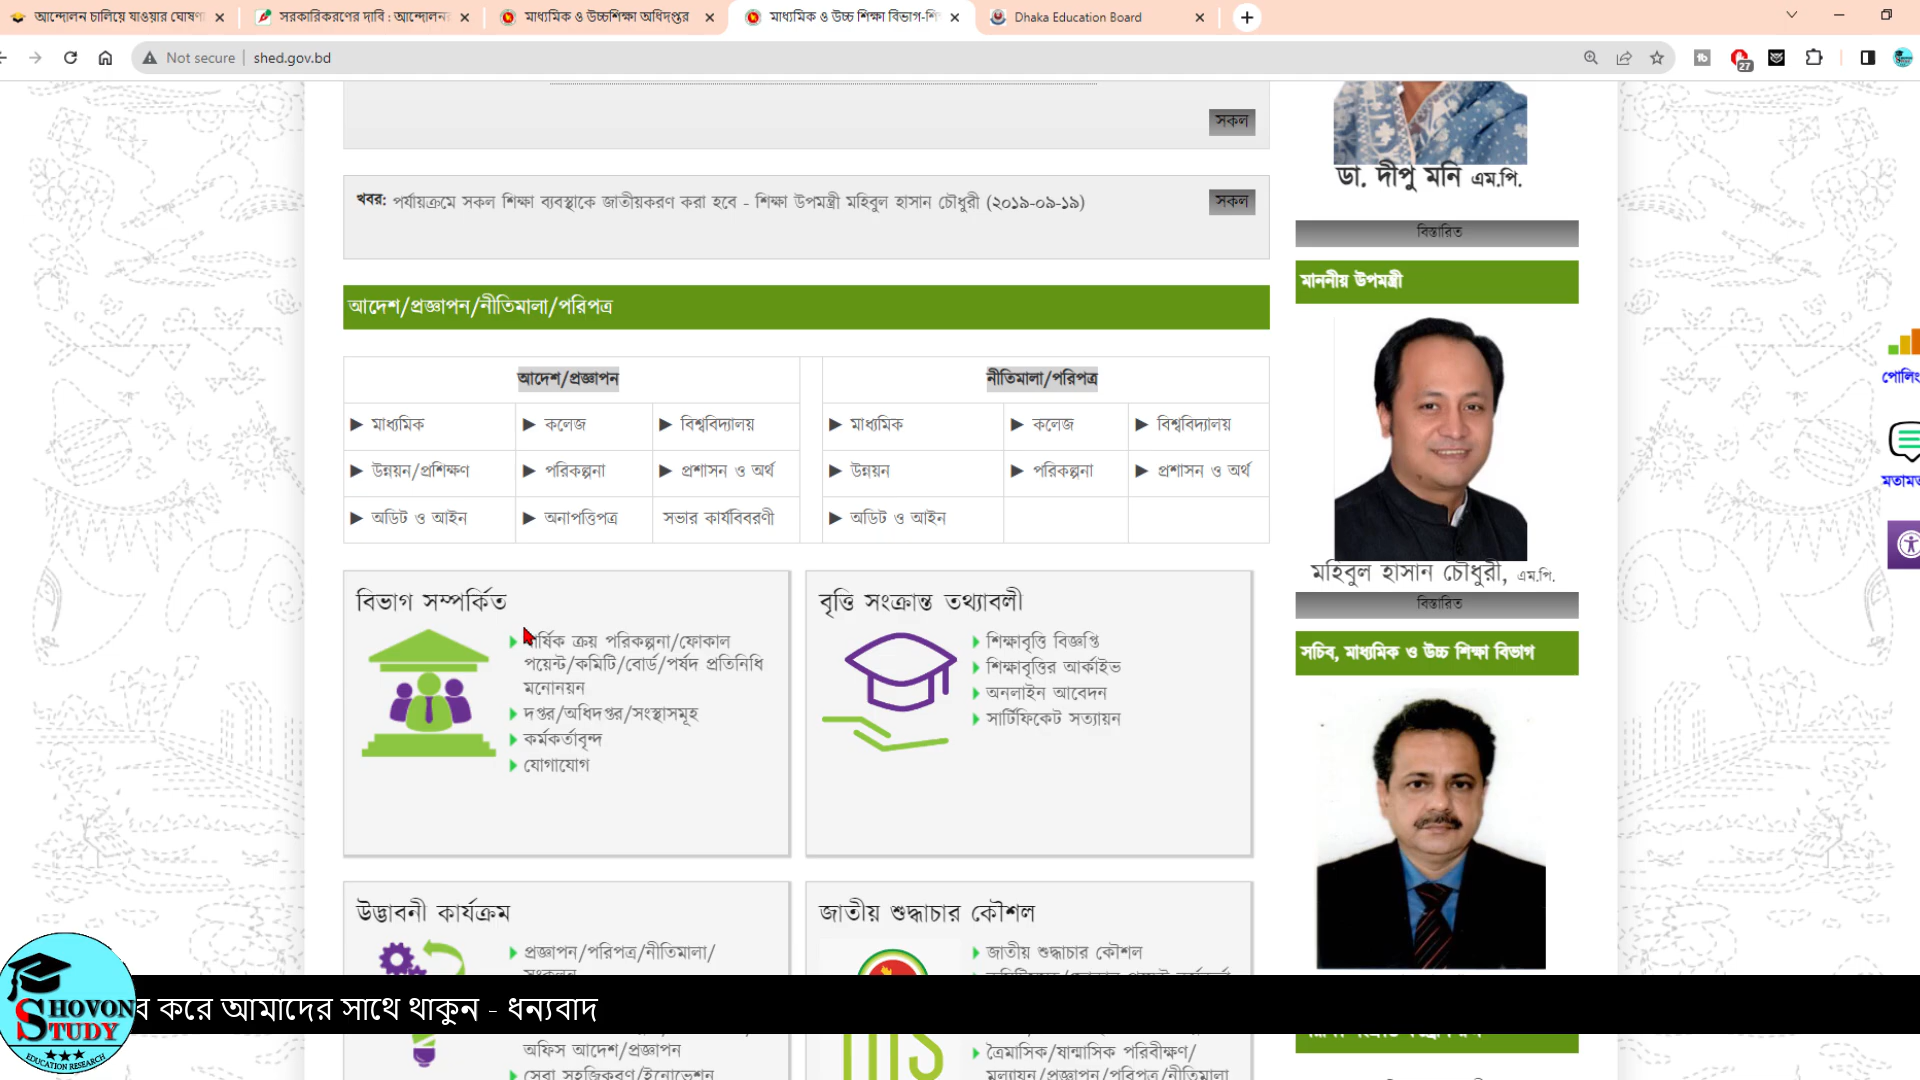 আন্দোলন চালিয়ে যাওয়ার ঘোষণা
সরকারিকরণের দাবি : আন্দোলন
মাধ্যমিক ও উচ্চশিক্ষা অধিদপ্তর
মাধ্যমিক ও উচ্চ শিক্ষা বিভাগ-শি
Dhaka Education Board
Not secure
shed.gov.bd
27
সকল
ডা. দীপু মনি এম.পি.
খবর: পর্যায়ক্রমে সকল শিক্ষা ব্যবস্থাকে জাতীয়করণ করা হবে - শিক্ষা উপমন্ত্রী মহিবুল হাসান চৌধুরী (২০১৯-০৯-১৯)
সকল
বিস্তারিত
মাননীয় উপমন্ত্রী
আদেশ/প্রজ্ঞাপন/নীতিমালা/পরিপত্র
আদেশ/প্রজ্ঞাপন
নীতিমালা/পরিপত্র
মাধ্যমিক
কলেজ
বিশ্ববিদ্যালয়
মাধ্যমিক
কলেজ
বিশ্ববিদ্যালয়
উন্নয়ন/প্রশিক্ষণ
পরিকল্পনা
প্রশাসন ও অর্থ
উন্নয়ন
পরিকল্পনা
প্রশাসন ও অর্থ
অডিট ও আইন
অনাপত্তিপত্র
সভার কার্যবিবরণী
অডিট ও আইন
পোলিং
মতামত
মহিবুল হাসান চৌধুরী, এম.পি.
বিস্তারিত
সচিব, মাধ্যমিক ও উচ্চ শিক্ষা বিভাগ
বিভাগ সম্পর্কিত
বার্ষিক ক্রয় পরিকল্পনা/ফোকাল
পয়েন্ট/কমিটি/বোর্ড/পর্ষদ প্রতিনিধি
মনোনয়ন
দপ্তর/অধিদপ্তর/সংস্থাসমূহ
কর্মকর্তাবৃন্দ
যোগাযোগ
বৃত্তি সংক্রান্ত তথ্যাবলী
শিক্ষাবৃত্তি বিজ্ঞপ্তি
শিক্ষাবৃত্তির আর্কাইভ
অনলাইন আবেদন
সার্টিফিকেট সত্যায়ন
উদ্ভাবনী কার্যক্রম
প্রজ্ঞাপন/পরিপত্র/নীতিমালা/
জাতীয় শুদ্ধাচার কৌশল
জাতীয় শুদ্ধাচার কৌশল
ব করে আমাদের সাথে থাকুন - ধন্যবাদ
SHOVON
STUDY
EDUCATION RESEARCH
অফিস আদেশ/প্রজ্ঞাপন
সেবা সহজিকরণ/ইনোভেশন
ত্রৈমাসিক/ষান্মাসিক পরিবীক্ষণ/
মূল্যায়ন/প্রজ্ঞাপন/পরিপত্র/নীতিমালা